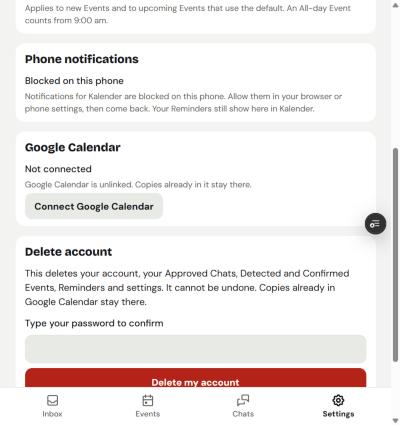 Applies to new Events and to upcoming Events that use the default. An All-day Event
counts from 9:00 am.
Phone notifications
Blocked on this phone
Notifications for Kalender are blocked on this phone. Allow them in your browser or
phone settings, then come back. Your Reminders still show here in Kalender.
Google Calendar
Not connected
Google Calendar is unlinked. Copies already in it stay there.
Connect Google Calendar
Delete account
This deletes your account, your Approved Chats, Detected and Confirmed
Events, Reminders and settings. It cannot be undone. Copies already in
Google Calendar stay there.
Type your password to confirm
Delete my account
Inbox
Events
Chats
Settings